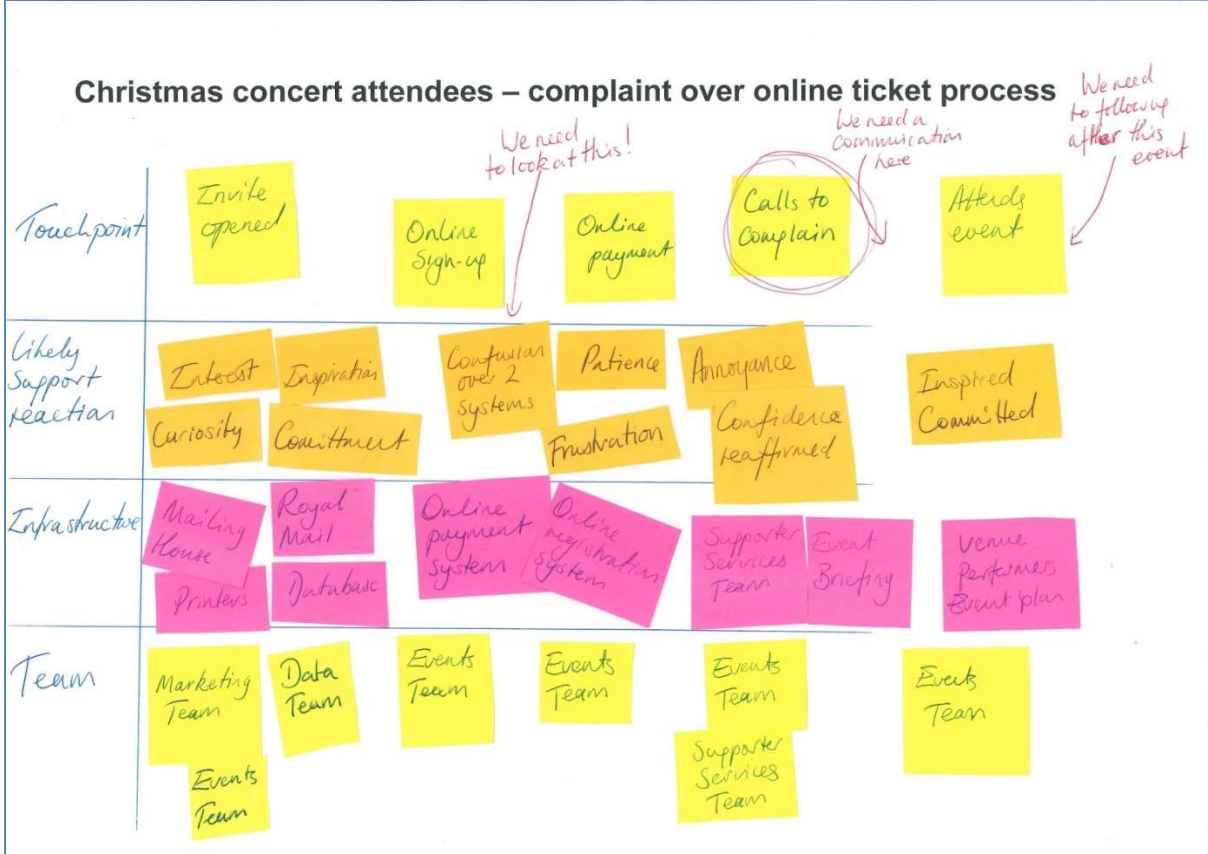 Christmas concert attendees – complaint over online ticket process
We need
to look at this!
We need a
communication
here
We need
to follow up
after this
event
Touchpoint
Invite
opened
Online
Sign-up
Online
payment
Calls to
complain
Attends
event
Likely
Support
reaction
Interest
Inspiration
Curiosity
Comittment
Confusion
over 2
systems
Patience
Frustration
Annoyance
Confidence
reaffirmed
Inspired
Committed
Infrastructure
Mailing
House
Royal
Mail
Printers
Database
Online
payment
system
Online
registration
system
Supporter
Services
Team
Event
Briefing
Venue
Performers
Event plan
Team
Marketing
Team
Data
Team
Events
Team
Events
Team
Events
Team
Events
Team
Supporter
Services
Team
Events
Team